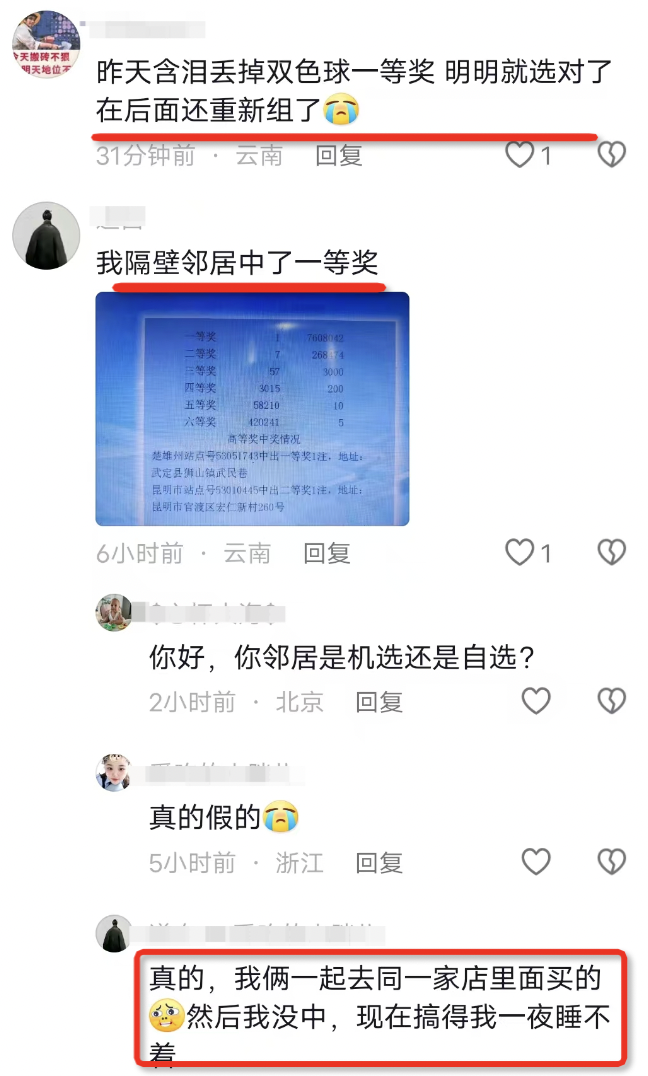 今天搬砖不狠
明天地位不
昨天含泪丢掉双色球一等奖 明明就选对了
在后面还重新组了😭
31分钟前 · 云南 回复 1
我隔壁邻居中了一等奖
一等奖 1 7608042
二等奖 7 268574
三等奖 57 3000
四等奖 3015 200
五等奖 58210 10
六等奖 420241 5
高等奖中奖情况
楚雄州站点号53051743中出一等奖1注，地址：
武定县狮山镇武民巷
昆明市站点号53010445中出二等奖1注，地址：
昆明市官渡区宏仁新村260号
6小时前 · 云南 回复 1
你好，你邻居是机选还是自选？
2小时前 · 北京 回复
真的假的😭
5小时前 · 浙江 回复
真的，我俩一起去同一家店里面买的
然后我没中，现在搞得我一夜睡不
着